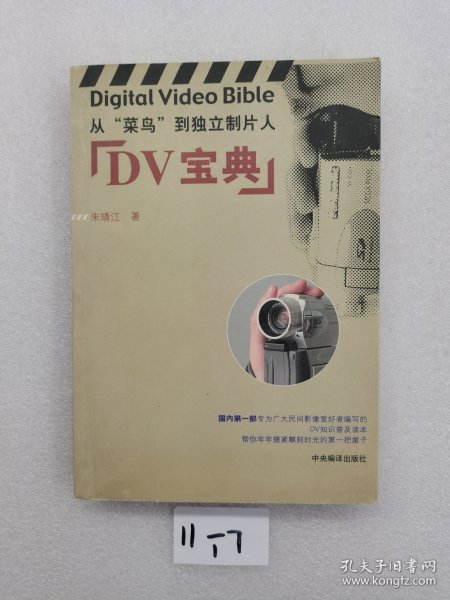 Digital Video Bible
从“菜鸟”到独立制片人
「DV宝典」
朱靖江 著
MEGA PIXEL
国内第一部专为广大民间影像爱好者编写的
DV知识普及读本
帮你牢牢握紧雕刻时光的第一把凿子
中央编译出版社
孔夫子旧书网
www.kongfz.com